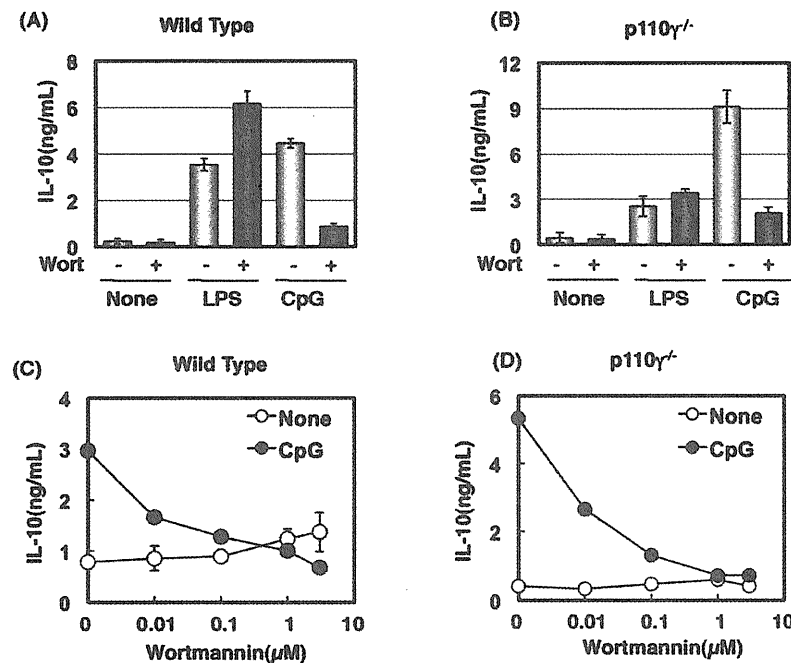 (A)
Wild Type
IL-10(ng/mL)
8
6
4
2
0
Wort - + - + - +
None LPS CpG
(B)
p110γ-/-
IL-10(ng/mL)
12
9
6
3
0
- + - + - +
None LPS CpG
(C)
Wild Type
IL-10(ng/mL)
4
3
2
1
0
None
CpG
0 0.01 0.1 1 10
Wortmannin(μM)
(D)
p110γ-/-
IL-10(ng/mL)
6
4
2
0
None
CpG
0 0.01 0.1 1 10
Wortmannin(μM)